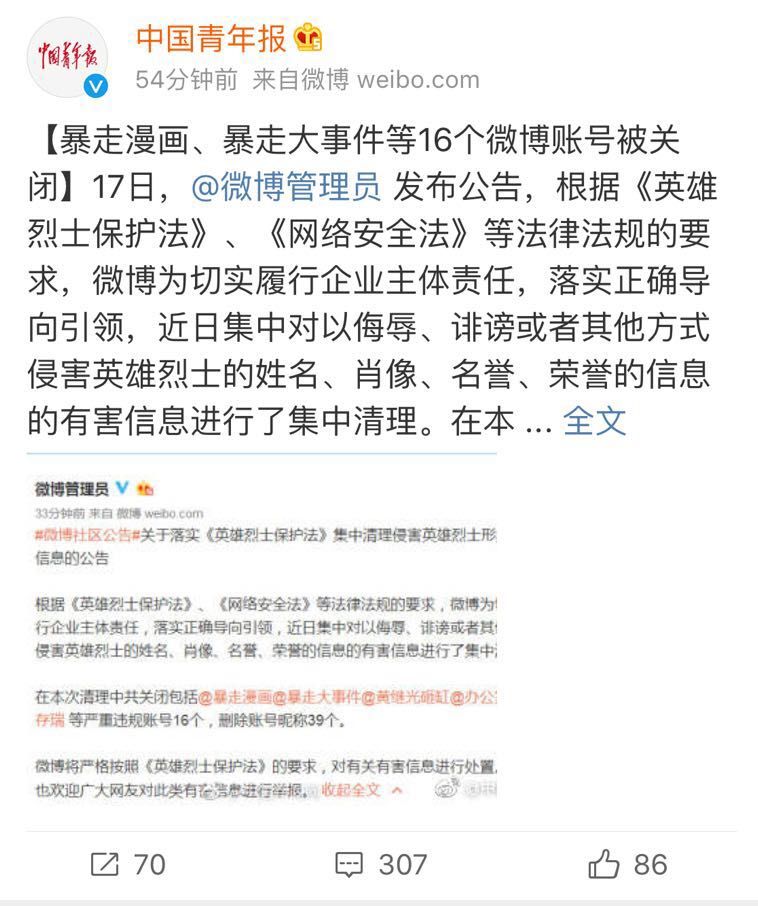 中国青年报
中国青年报
54分钟前 来自微博 weibo.com
【暴走漫画、暴走大事件等16个微博账号被关
闭】17日，@微博管理员 发布公告，根据《英雄
烈士保护法》、《网络安全法》等法律法规的要
求，微博为切实履行企业主体责任，落实正确导
向引领，近日集中对以侮辱、诽谤或者其他方式
侵害英雄烈士的姓名、肖像、名誉、荣誉的信息
的有害信息进行了集中清理。在本 ... 全文
微博管理员
33分钟前 来自 微博 weibo.com
#微博社区公告#关于落实《英雄烈士保护法》集中清理侵害英雄烈士形
信息的公告
根据《英雄烈士保护法》、《网络安全法》等法律法规的要求，微博为
行企业主体责任，落实正确导向引领，近日集中对以侮辱、诽谤或者其
侵害英雄烈士的姓名、肖像、名誉、荣誉的信息的有害信息进行了集中
在本次清理中共关闭包括@暴走漫画@暴走大事件@黄继光砸缸@办公
存瑞 等严重违规账号16个，删除账号昵称39个。
微博将严格按照《英雄烈士保护法》的要求，对有关有害信息进行处置，
也欢迎广大网友对此类有害信息进行举报。 收起全文
70 307 86